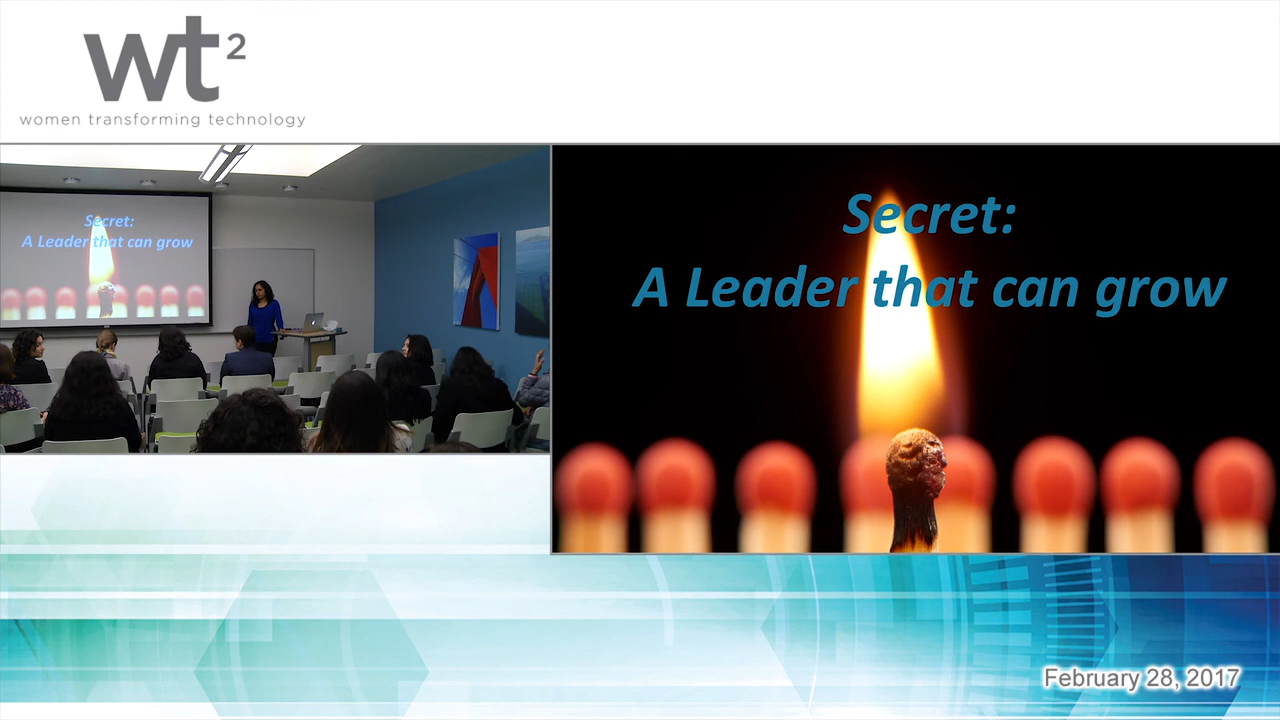 wt²
women transforming technology
Secret:
A Leader that can grow
Secret:
A Leader that can grow
February 28, 2017